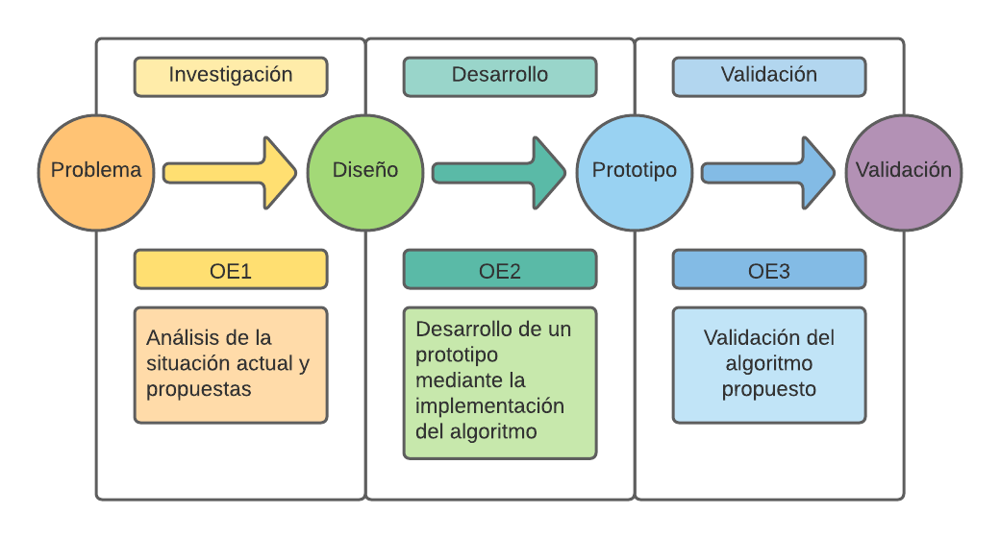 Investigación
Desarrollo
Validación
Problema
Diseño
Prototipo
Validación
OE1
OE2
OE3
Análisis de la
situación actual y
propuestas
Desarrollo de un
prototipo
mediante la
implementación
del algoritmo
Validación del
algoritmo
propuesto